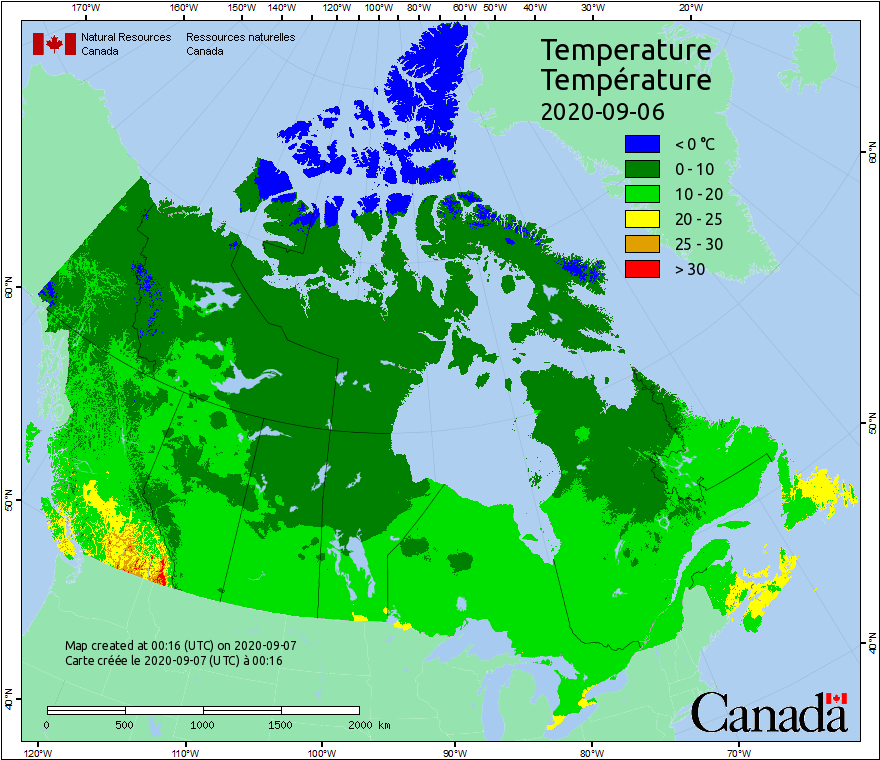 170°W 160°W 150°W 140°W 130°W 120°W 110°W 100°W 90°W 80°W 60°W 50°W 40°W 30°W 20°W
Natural Resources Ressources naturelles
Canada Canada
Temperature
Température
2020-09-06
< 0 °C
0 - 10
10 - 20
20 - 25
25 - 30
> 30
60°N
60°N
50°N
50°N
40°N
40°N
Map created at 00:16 (UTC) on 2020-09-07
Carte créée le 2020-09-07 (UTC) à 00:16
0 500 1000 1500 2000 km
Canada
120°W 110°W 100°W 90°W 80°W 70°W